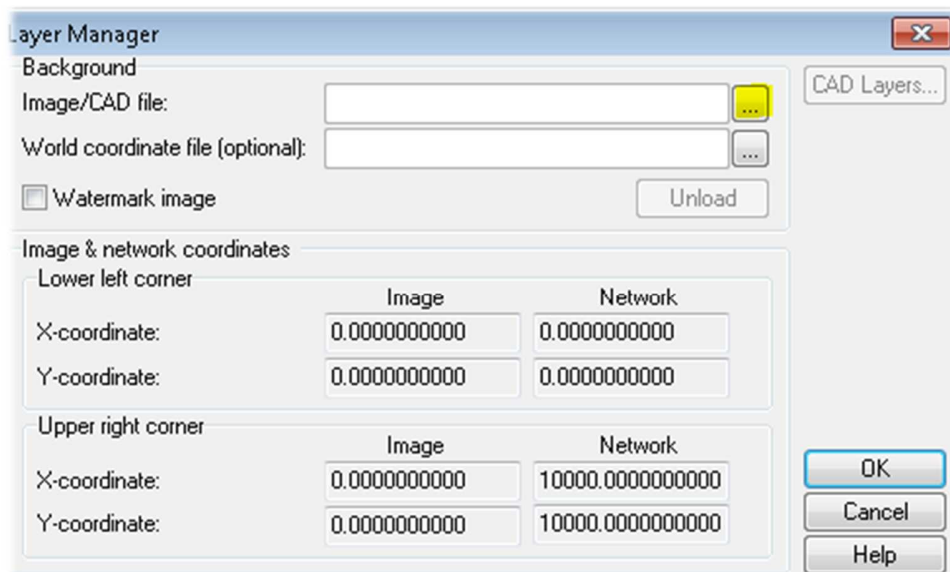 Layer Manager
Background
Image/CAD file:
...
CAD Layers...
World coordinate file (optional):
...
Watermark image
Unload
Image & network coordinates
Lower left corner
Image Network
X-coordinate: 0.0000000000 0.0000000000
Y-coordinate: 0.0000000000 0.0000000000
Upper right corner
Image Network
X-coordinate: 0.0000000000 10000.0000000000
Y-coordinate: 0.0000000000 10000.0000000000
OK
Cancel
Help